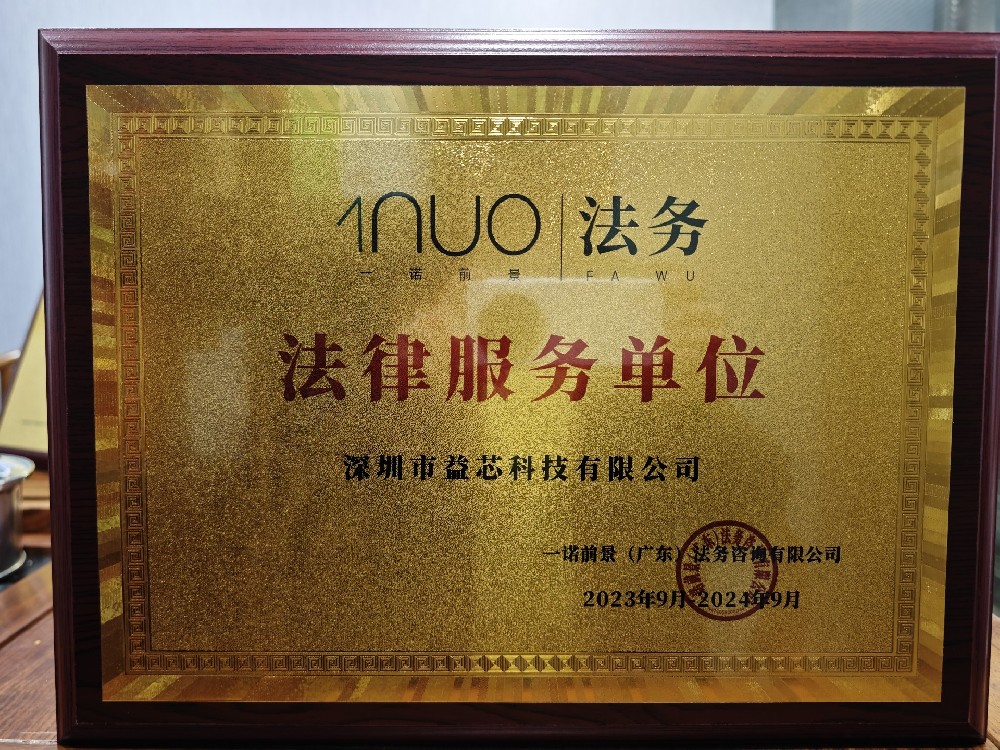 1nuo 法务
一诺前景 FA WU
法律服务单位
深圳市益芯科技有限公司
一诺前景（广东）法务咨询有限公司
2023年9月-2024年9月